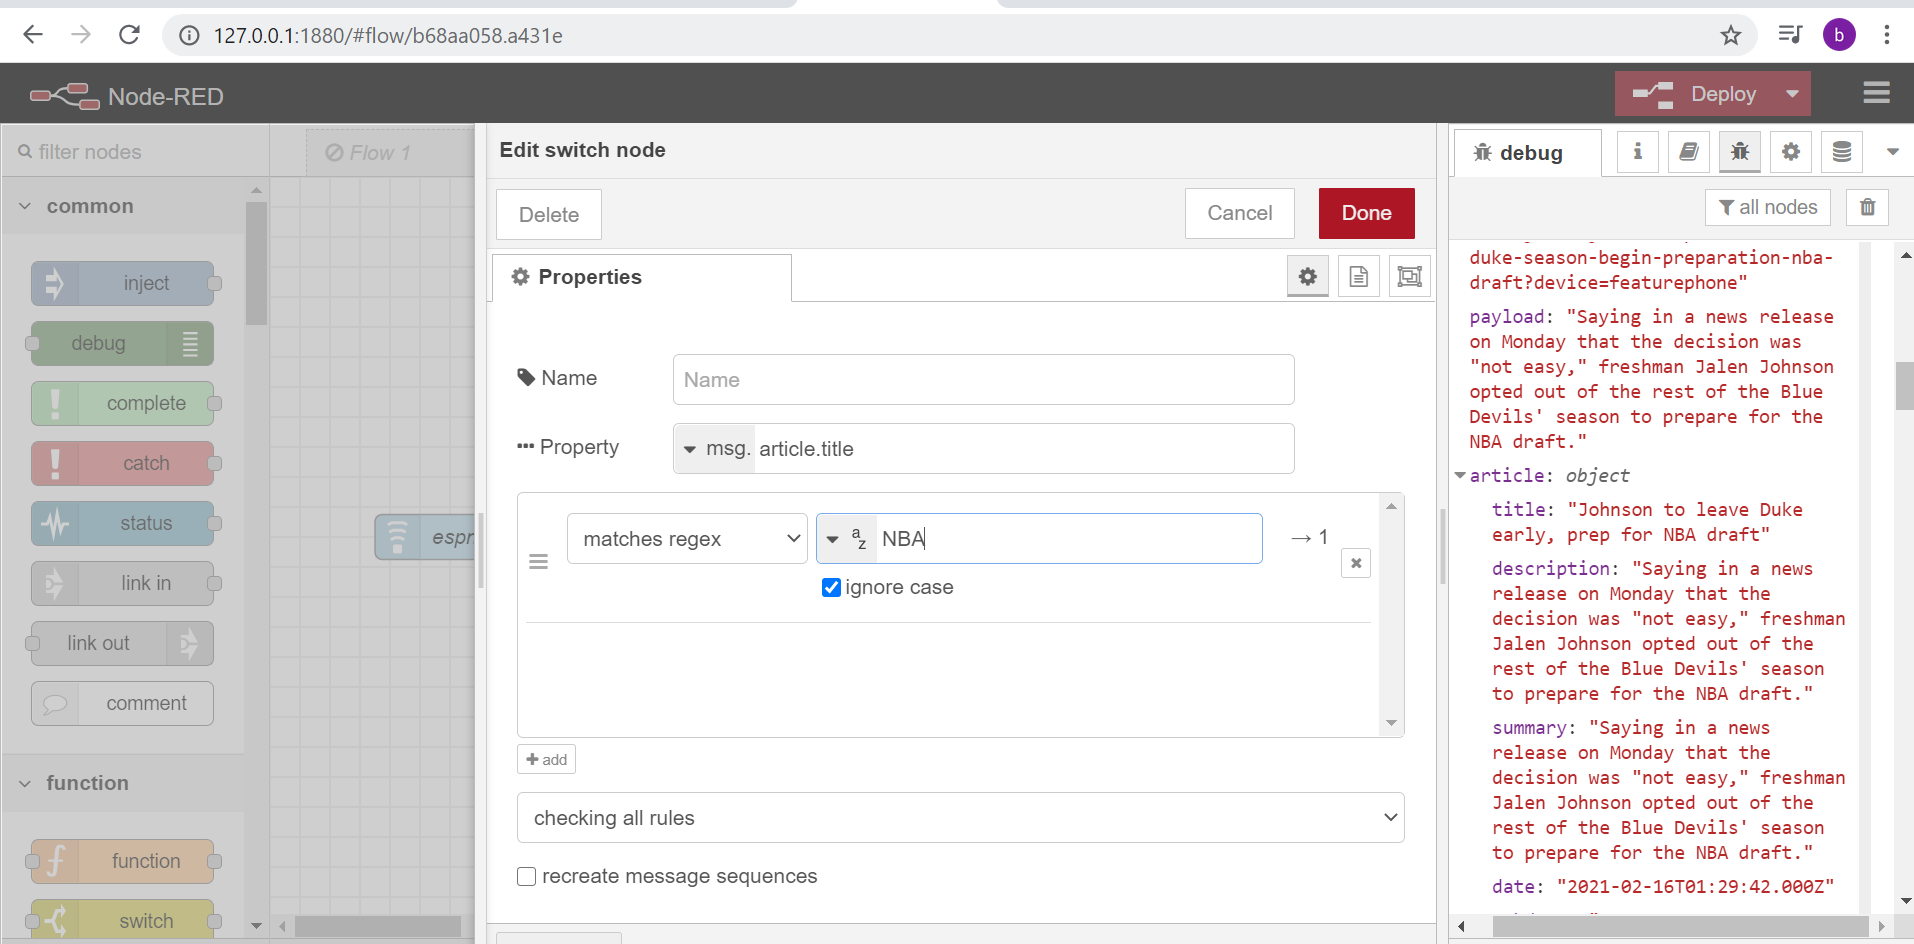 127.0.0.1:1880/#flow/b68aa058.a431e
b
Node-RED
Deploy
filter nodes
common
inject
debug
complete
catch
status
link in
link out
comment
function
function
switch
Flow 1
espr
Edit switch node
Delete
Cancel
Done
Properties
Name
Name
Property
msg. article.title
matches regex
a
z
NBA
→ 1
ignore case
add
checking all rules
recreate message sequences
debug
i
all nodes
duke-season-begin-preparation-nba-
draft?device=featurephone"
payload: "Saying in a news release
on Monday that the decision was
"not easy," freshman Jalen Johnson
opted out of the rest of the Blue
Devils' season to prepare for the
NBA draft."
article: object
title: "Johnson to leave Duke
early, prep for NBA draft"
description: "Saying in a news
release on Monday that the
decision was "not easy," freshman
Jalen Johnson opted out of the
rest of the Blue Devils' season
to prepare for the NBA draft."
summary: "Saying in a news
release on Monday that the
decision was "not easy," freshman
Jalen Johnson opted out of the
rest of the Blue Devils' season
to prepare for the NBA draft."
date: "2021-02-16T01:29:42.000Z"